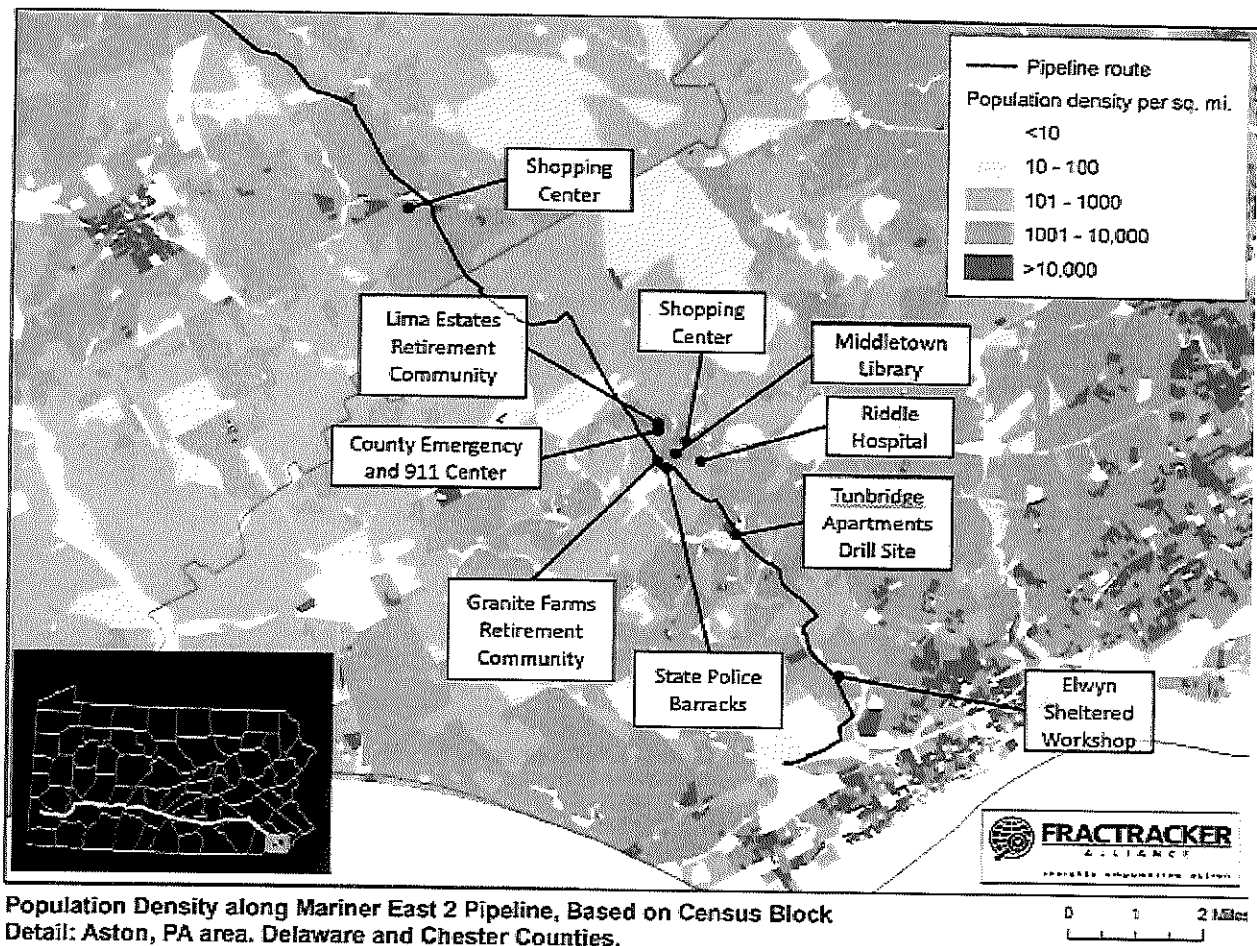 Pipeline route
Population density per sq. mi.
<10
10 - 100
101 - 1000
1001 - 10,000
>10,000
Shopping
Center
Lima Estates
Retirement
Community
Shopping
Center
Middletown
Library
County Emergency
and 911 Center
Riddle
Hospital
Tunbridge
Apartments
Drill Site
Granite Farms
Retirement
Community
State Police
Barracks
Elwyn
Sheltered
Workshop
FRACTRACKER
ALLIANCE
0 1 2 Miles
Population Density along Mariner East 2 Pipeline, Based on Census Block
Detail: Aston, PA area. Delaware and Chester Counties.